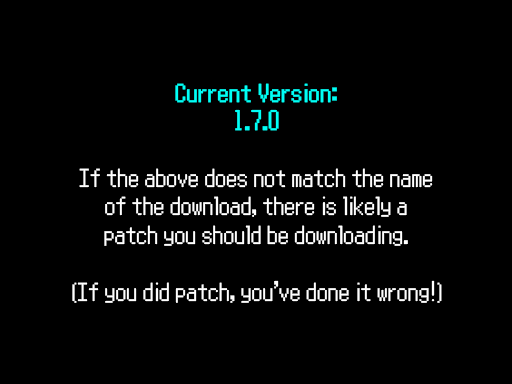 Current Version:
1.7.0
If the above does not match the name
of the download, there is likely a
patch you should be downloading.
(If you did patch, you've done it wrong!)